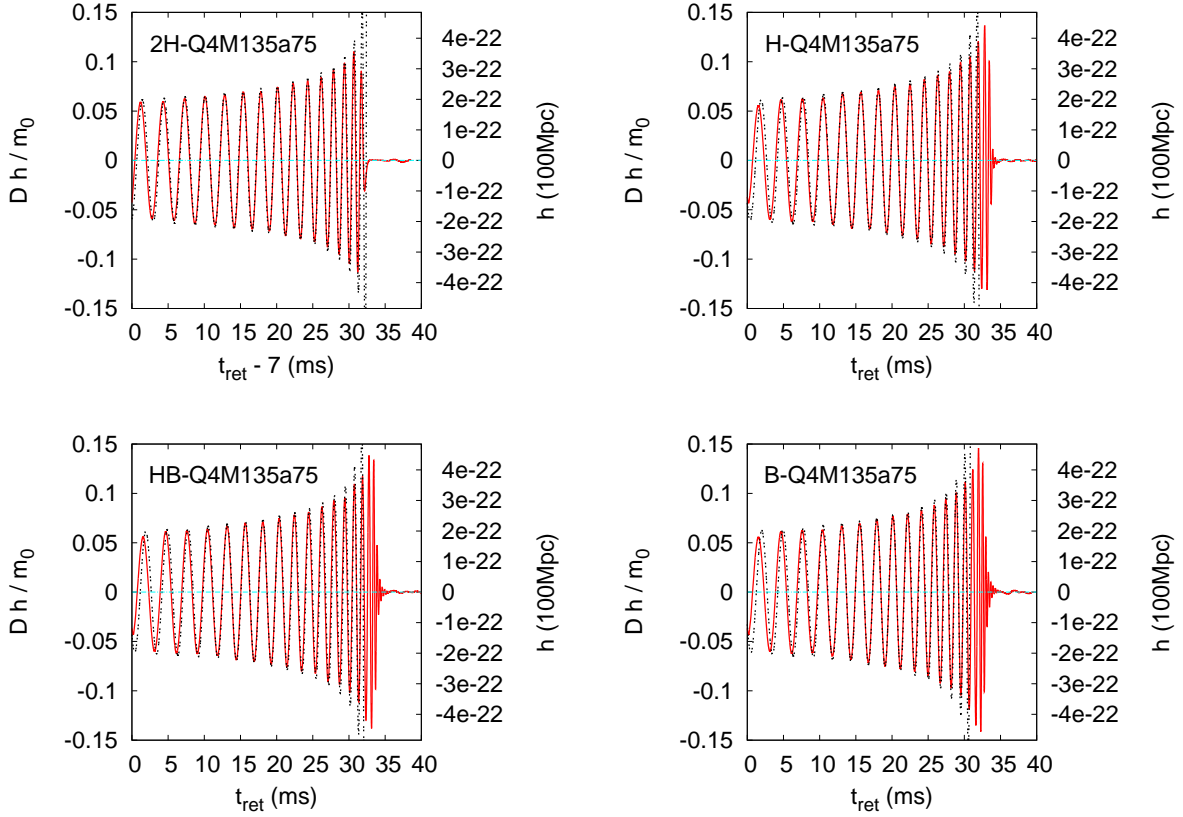 2H-Q4M135a75
D h / m0
0.15
0.1
0.05
0
-0.05
-0.1
-0.15
4e-22
3e-22
2e-22
1e-22
0
-1e-22
-2e-22
-3e-22
-4e-22
h (100Mpc)
0 5 10 15 20 25 30 35 40
tret - 7 (ms)
H-Q4M135a75
D h / m0
0.15
0.1
0.05
0
-0.05
-0.1
-0.15
4e-22
3e-22
2e-22
1e-22
0
-1e-22
-2e-22
-3e-22
-4e-22
h (100Mpc)
0 5 10 15 20 25 30 35 40
tret (ms)
HB-Q4M135a75
D h / m0
0.15
0.1
0.05
0
-0.05
-0.1
-0.15
4e-22
3e-22
2e-22
1e-22
0
-1e-22
-2e-22
-3e-22
-4e-22
h (100Mpc)
0 5 10 15 20 25 30 35 40
tret (ms)
B-Q4M135a75
D h / m0
0.15
0.1
0.05
0
-0.05
-0.1
-0.15
4e-22
3e-22
2e-22
1e-22
0
-1e-22
-2e-22
-3e-22
-4e-22
h (100Mpc)
0 5 10 15 20 25 30 35 40
tret (ms)